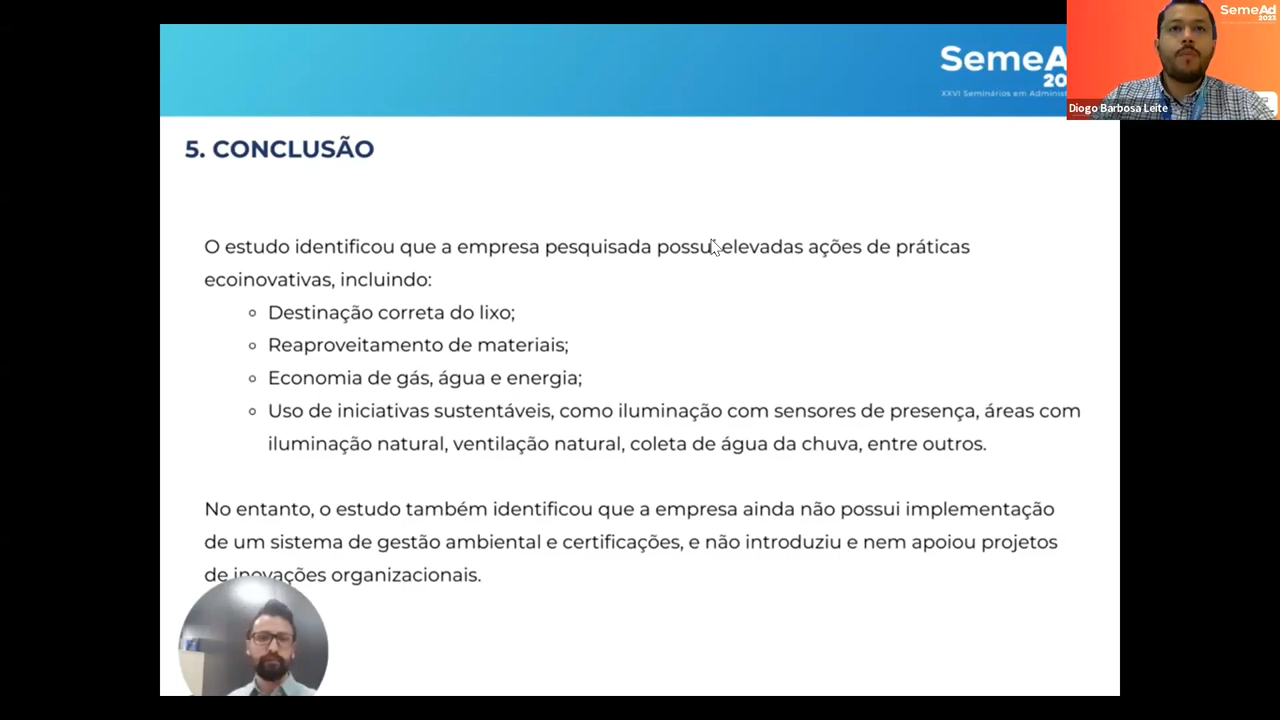 SemeA
20
XXVI Seminários em Administ
SemeAd
2023
Diogo Barbosa Leite
5. CONCLUSÃO
O estudo identificou que a empresa pesquisada possui elevadas ações de práticas
ecoinovativas, incluindo:
Destinação correta do lixo;
Reaproveitamento de materiais;
Economia de gás, água e energia;
Uso de iniciativas sustentáveis, como iluminação com sensores de presença, áreas com
iluminação natural, ventilação natural, coleta de água da chuva, entre outros.
No entanto, o estudo também identificou que a empresa ainda não possui implementação
de um sistema de gestão ambiental e certificações, e não introduziu e nem apoiou projetos
de inovações organizacionais.